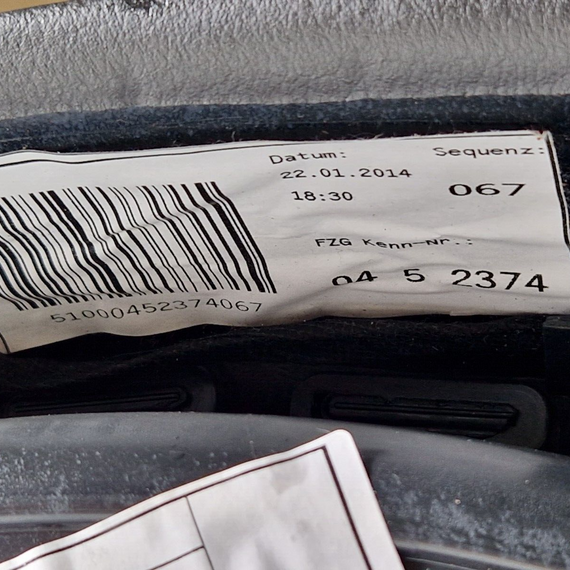 Datum:
22.01.2014
18:30
Sequenz:
067
FZG Kenn-Nr.:
04 5 2374
51000452374067